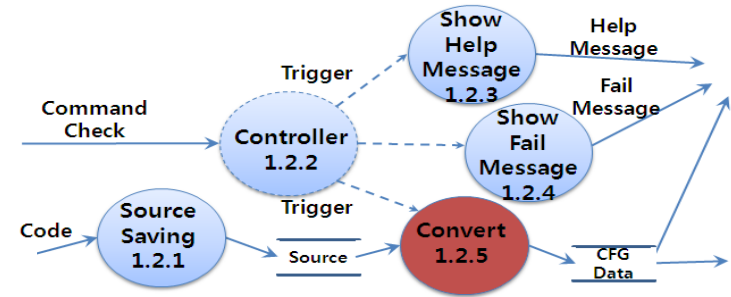 Show
Help
Message
1.2.3
Help
Message
Trigger
Fail
Message
Command
Check
Controller
1.2.2
Show
Fail
Message
1.2.4
Trigger
Code
Source
Saving
1.2.1
Source
Convert
1.2.5
CFG
Data